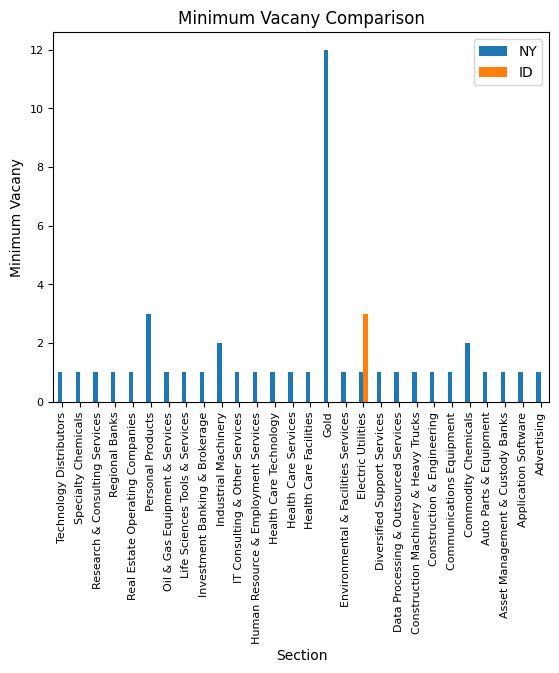 Minimum Vacany Comparison
NY
ID
Minimum Vacany
12
10
8
6
4
2
0
Technology Distributors
Specialty Chemicals
Research & Consulting Services
Regional Banks
Real Estate Operating Companies
Personal Products
Oil & Gas Equipment & Services
Life Sciences Tools & Services
Investment Banking & Brokerage
Industrial Machinery
IT Consulting & Other Services
Human Resource & Employment Services
Health Care Technology
Health Care Services
Health Care Facilities
Gold
Environmental & Facilities Services
Electric Utilities
Diversified Support Services
Data Processing & Outsourced Services
Construction Machinery & Heavy Trucks
Construction & Engineering
Communications Equipment
Commodity Chemicals
Auto Parts & Equipment
Asset Management & Custody Banks
Application Software
Advertising
Section